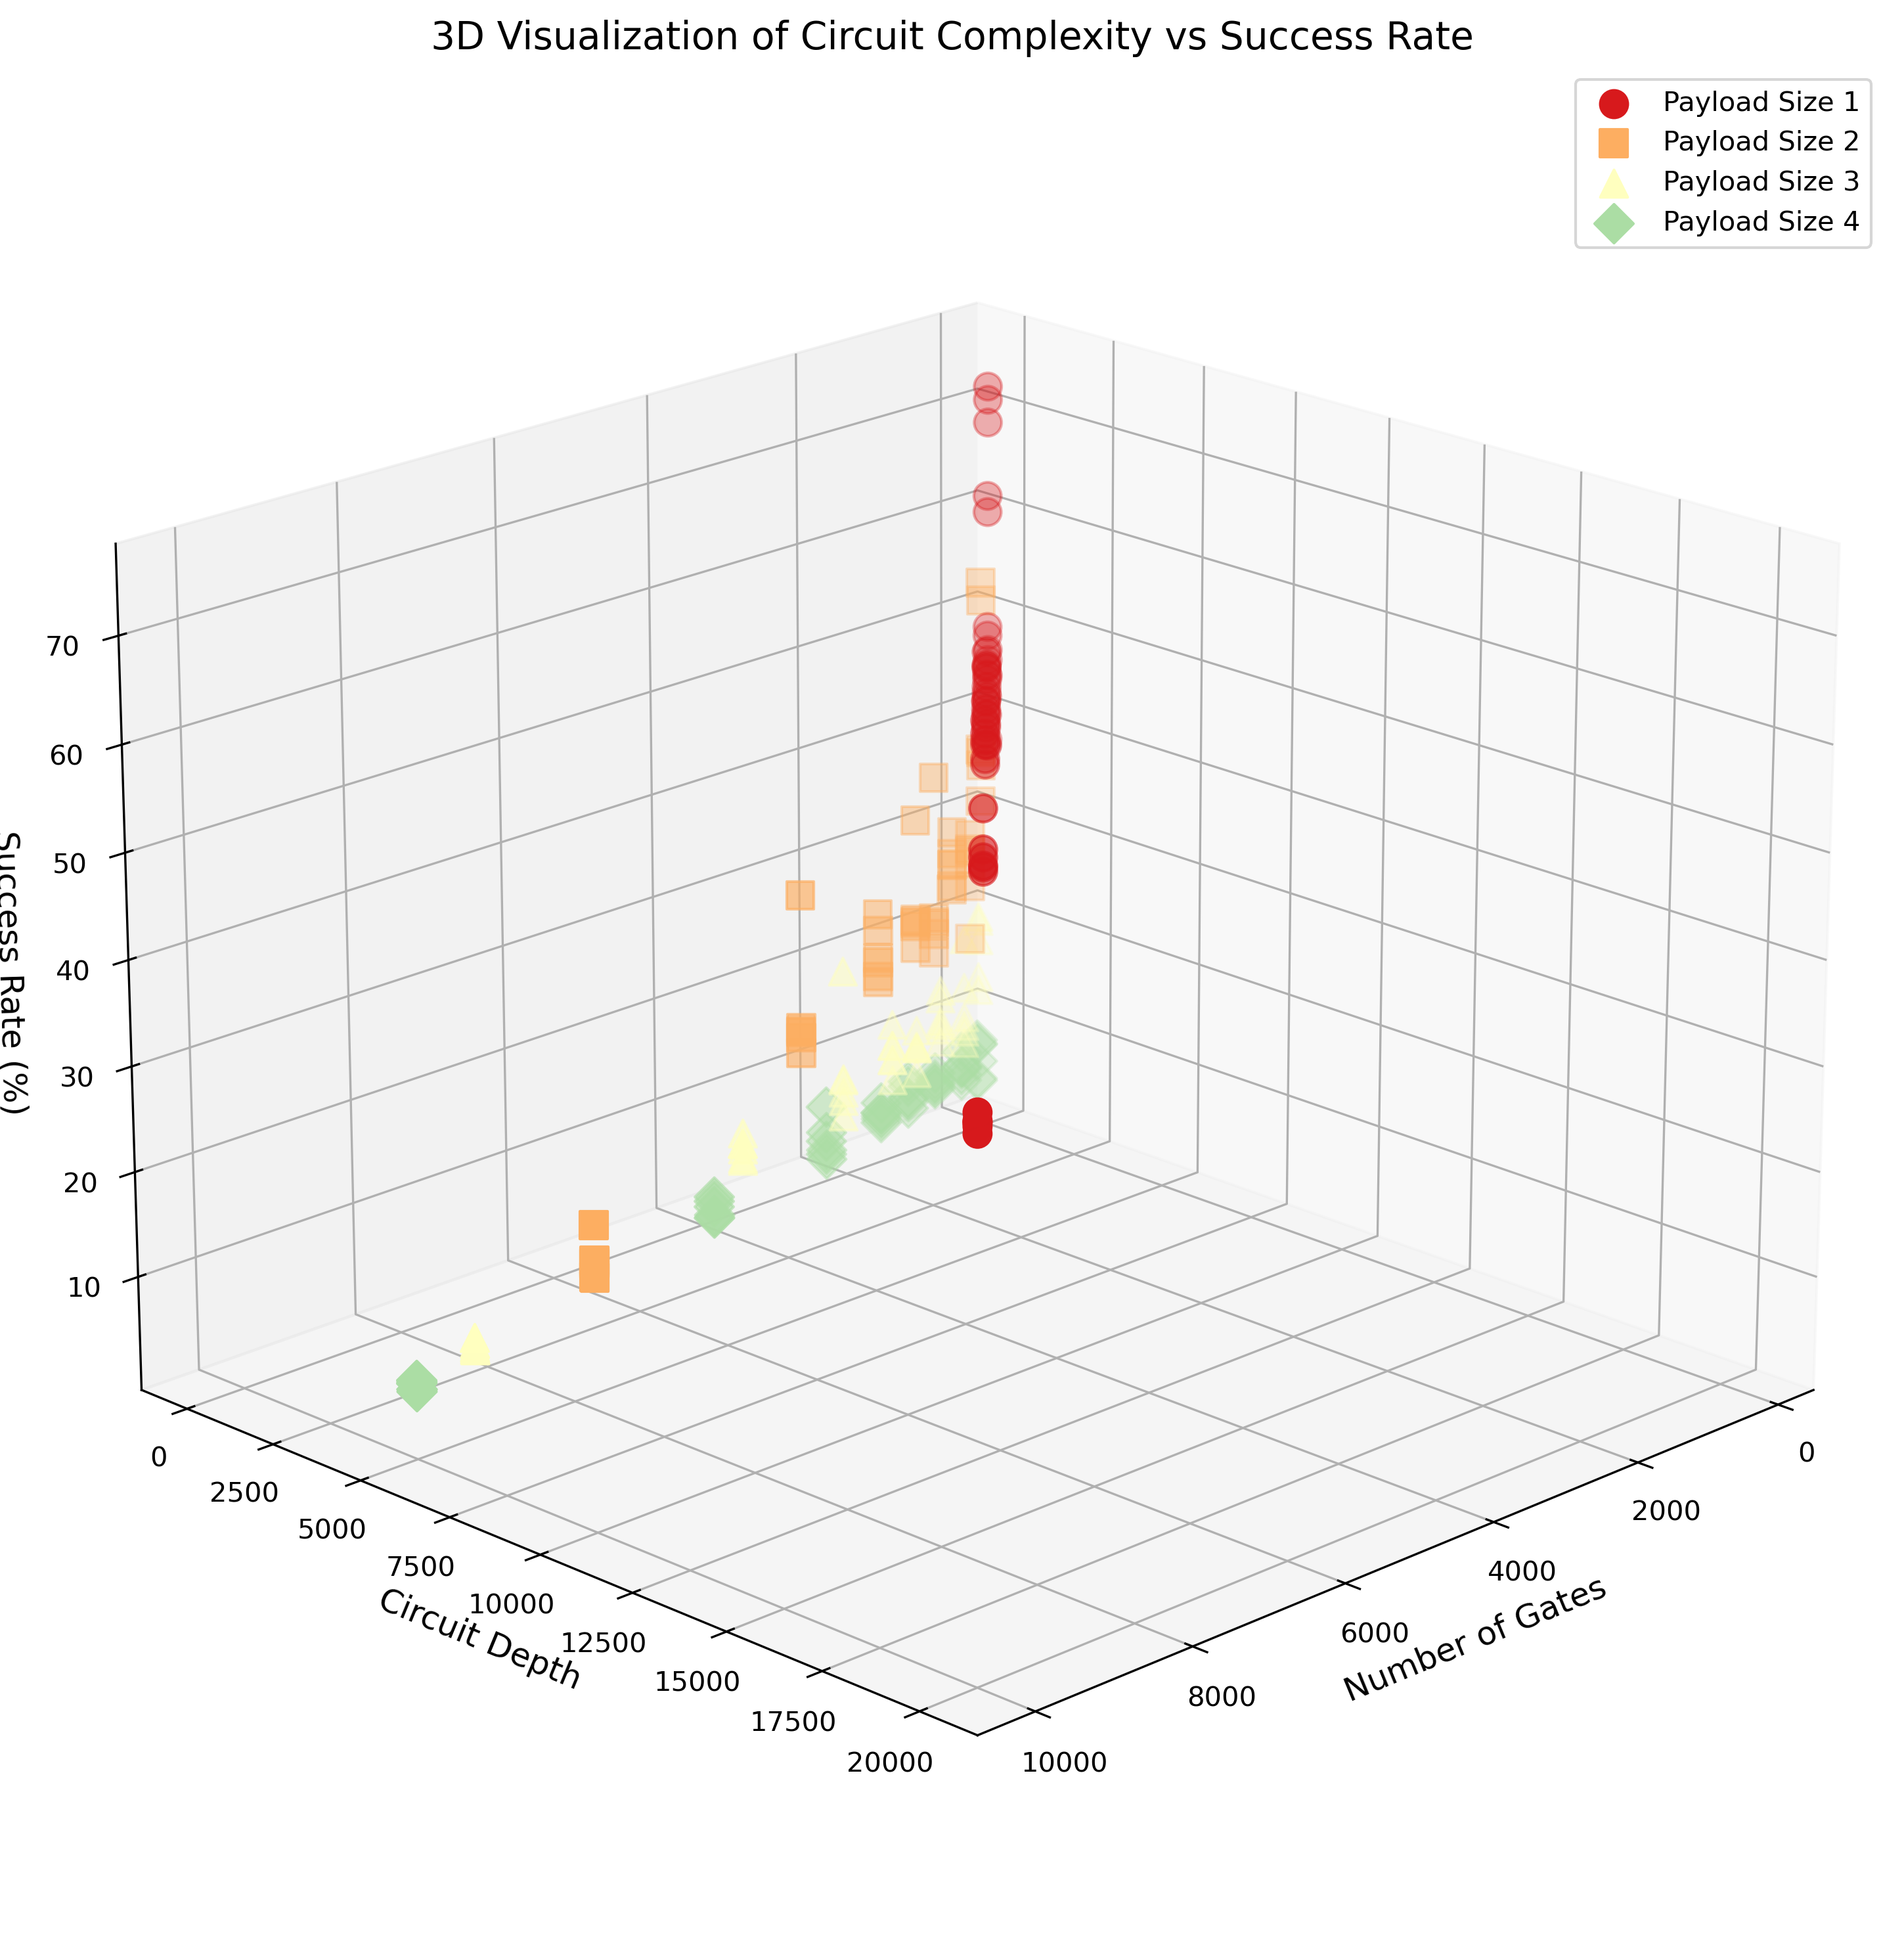 3D Visualization of Circuit Complexity vs Success Rate
Payload Size 1
Payload Size 2
Payload Size 3
Payload Size 4
Success Rate (%)
70
60
50
40
30
20
10
0
2500
5000
7500
10000
12500
15000
17500
20000
Circuit Depth
0
2000
4000
6000
8000
10000
Number of Gates